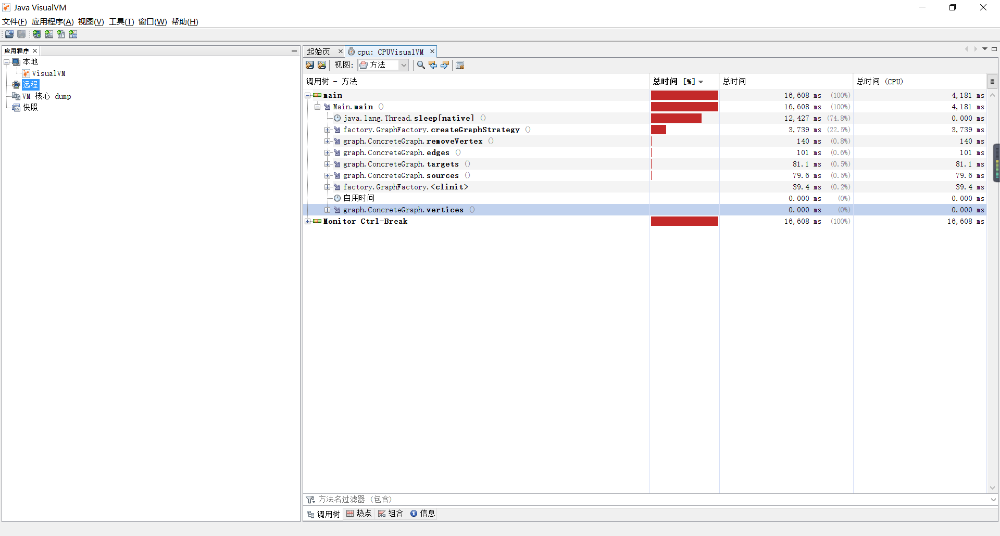 Java VisualVM
文件(F) 应用程序(A) 视图(V) 工具(T) 窗口(W) 帮助(H)
应用程序
本地
VisualVM
远程
VM 核心 dump
快照
起始页 cpu: CPUVisualVM
视图: 方法
调用树 - 方法 总时间 [%] 总时间 总时间 (CPU)
main 16,608 ms (100%) 4,181 ms
Main.main () 16,608 ms (100%) 4,181 ms
java.lang.Thread.sleep[native] () 12,427 ms (74.8%) 0.000 ms
factory.GraphFactory.createGraphStrategy () 3,739 ms (22.5%) 3,739 ms
graph.ConcreteGraph.removeVertex () 140 ms (0.8%) 140 ms
graph.ConcreteGraph.edges () 101 ms (0.6%) 101 ms
graph.ConcreteGraph.targets () 81.1 ms (0.5%) 81.1 ms
graph.ConcreteGraph.sources () 79.6 ms (0.5%) 79.6 ms
factory.GraphFactory.<clinit> 39.4 ms (0.2%) 39.4 ms
自用时间 0.000 ms (0%) 0.000 ms
graph.ConcreteGraph.vertices () 0.000 ms (0%) 0.000 ms
Monitor Ctrl-Break 16,608 ms (100%) 16,608 ms
方法名过滤器 (包含)
调用树 热点 组合 信息